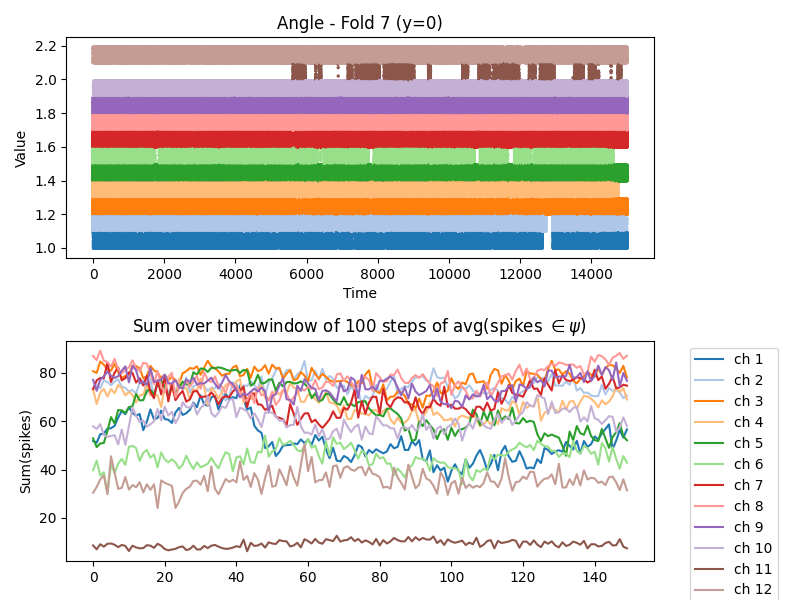 Angle - Fold 7 (y=0)
Value
2.2
2.0
1.8
1.6
1.4
1.2
1.0
0 2000 4000 6000 8000 10000 12000 14000
Time
Sum over timewindow of 100 steps of avg(spikes ∈ ψ)
Sum(spikes)
80
60
40
20
0 20 40 60 80 100 120 140
ch 1
ch 2
ch 3
ch 4
ch 5
ch 6
ch 7
ch 8
ch 9
ch 10
ch 11
ch 12